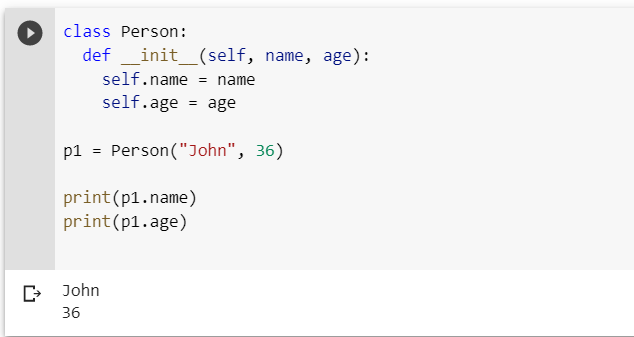 class Person:
  def __init__(self, name, age):
    self.name = name
    self.age = age

p1 = Person("John", 36)

print(p1.name)
print(p1.age)

John
36